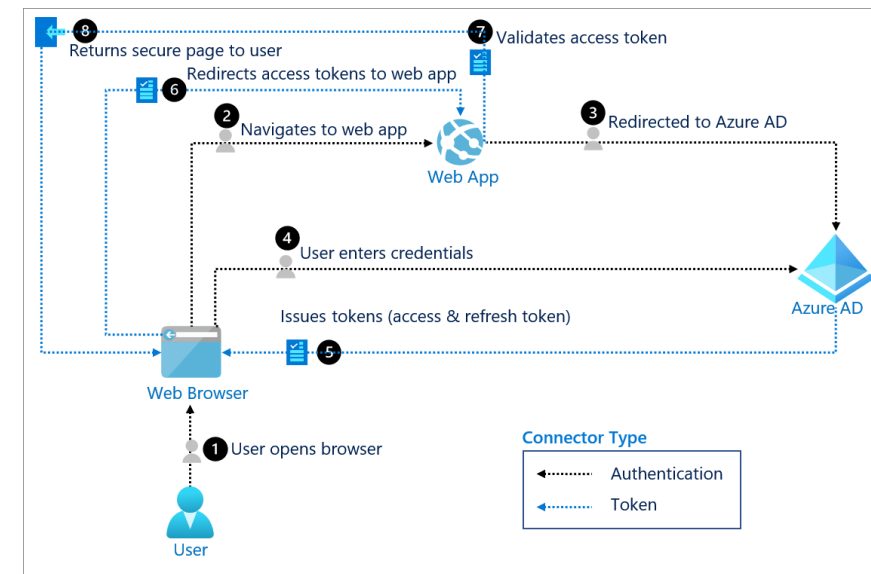 8
Returns secure page to user
7
Validates access token
6
Redirects access tokens to web app
2
Navigates to web app
3
Redirected to Azure AD
Web App
4
User enters credentials
Azure AD
Issues tokens (access & refresh token)
5
Web Browser
1
User opens browser
User
Connector Type
Authentication
Token